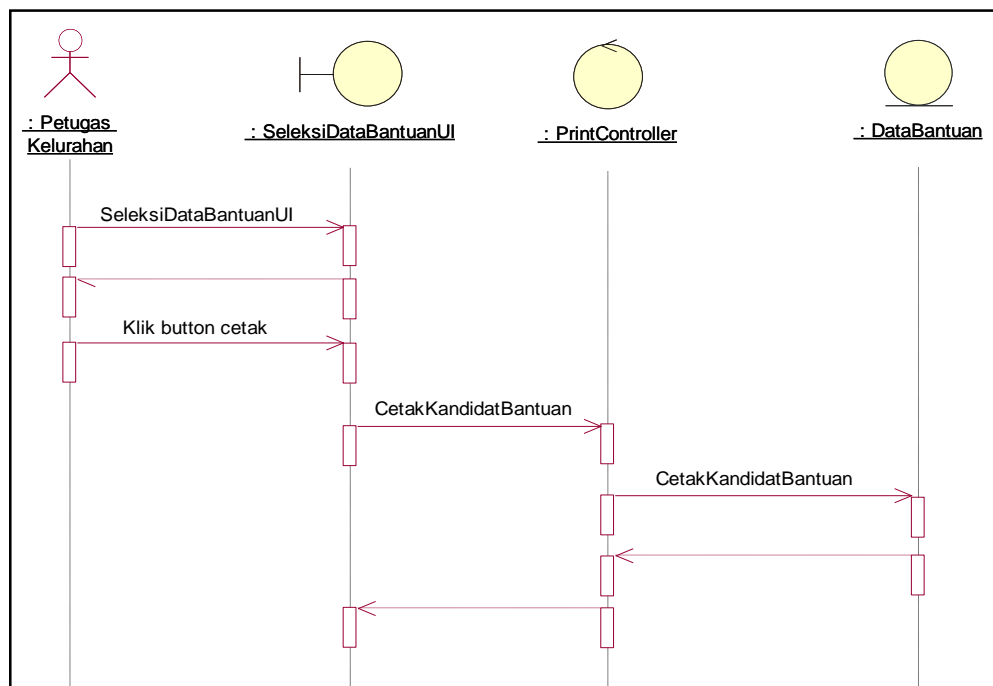 : Petugas
Kelurahan
: SeleksiDataBantuanUI
: PrintController
: DataBantuan
SeleksiDataBantuanUI
Klik button cetak
CetakKandidatBantuan
CetakKandidatBantuan